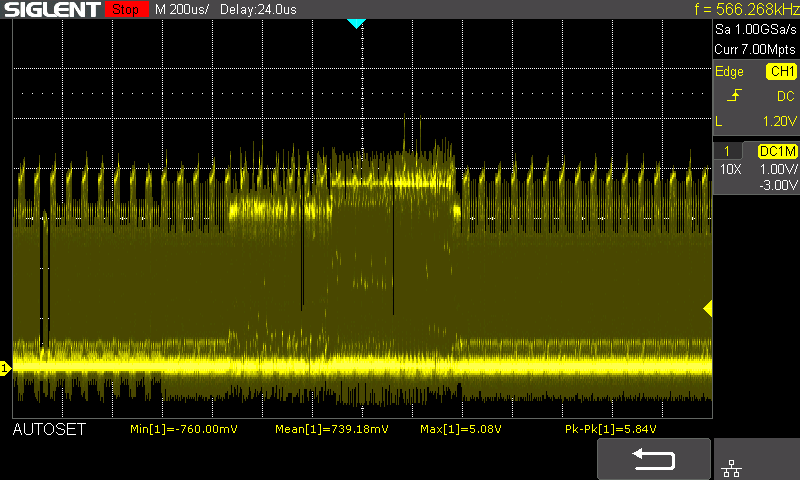 SIGLENT Stop M 200us/ Delay:24.0us f = 566.268kHz
Sa 1.00GSa/s
Curr 7.00Mpts
Edge CH1
DC
L 1.20V
1 DC1M
10X 1.00V/
-3.00V
1
AUTOSET Min[1]=-760.00mV Mean[1]=739.18mV Max[1]=5.08V Pk-Pk[1]=5.84V